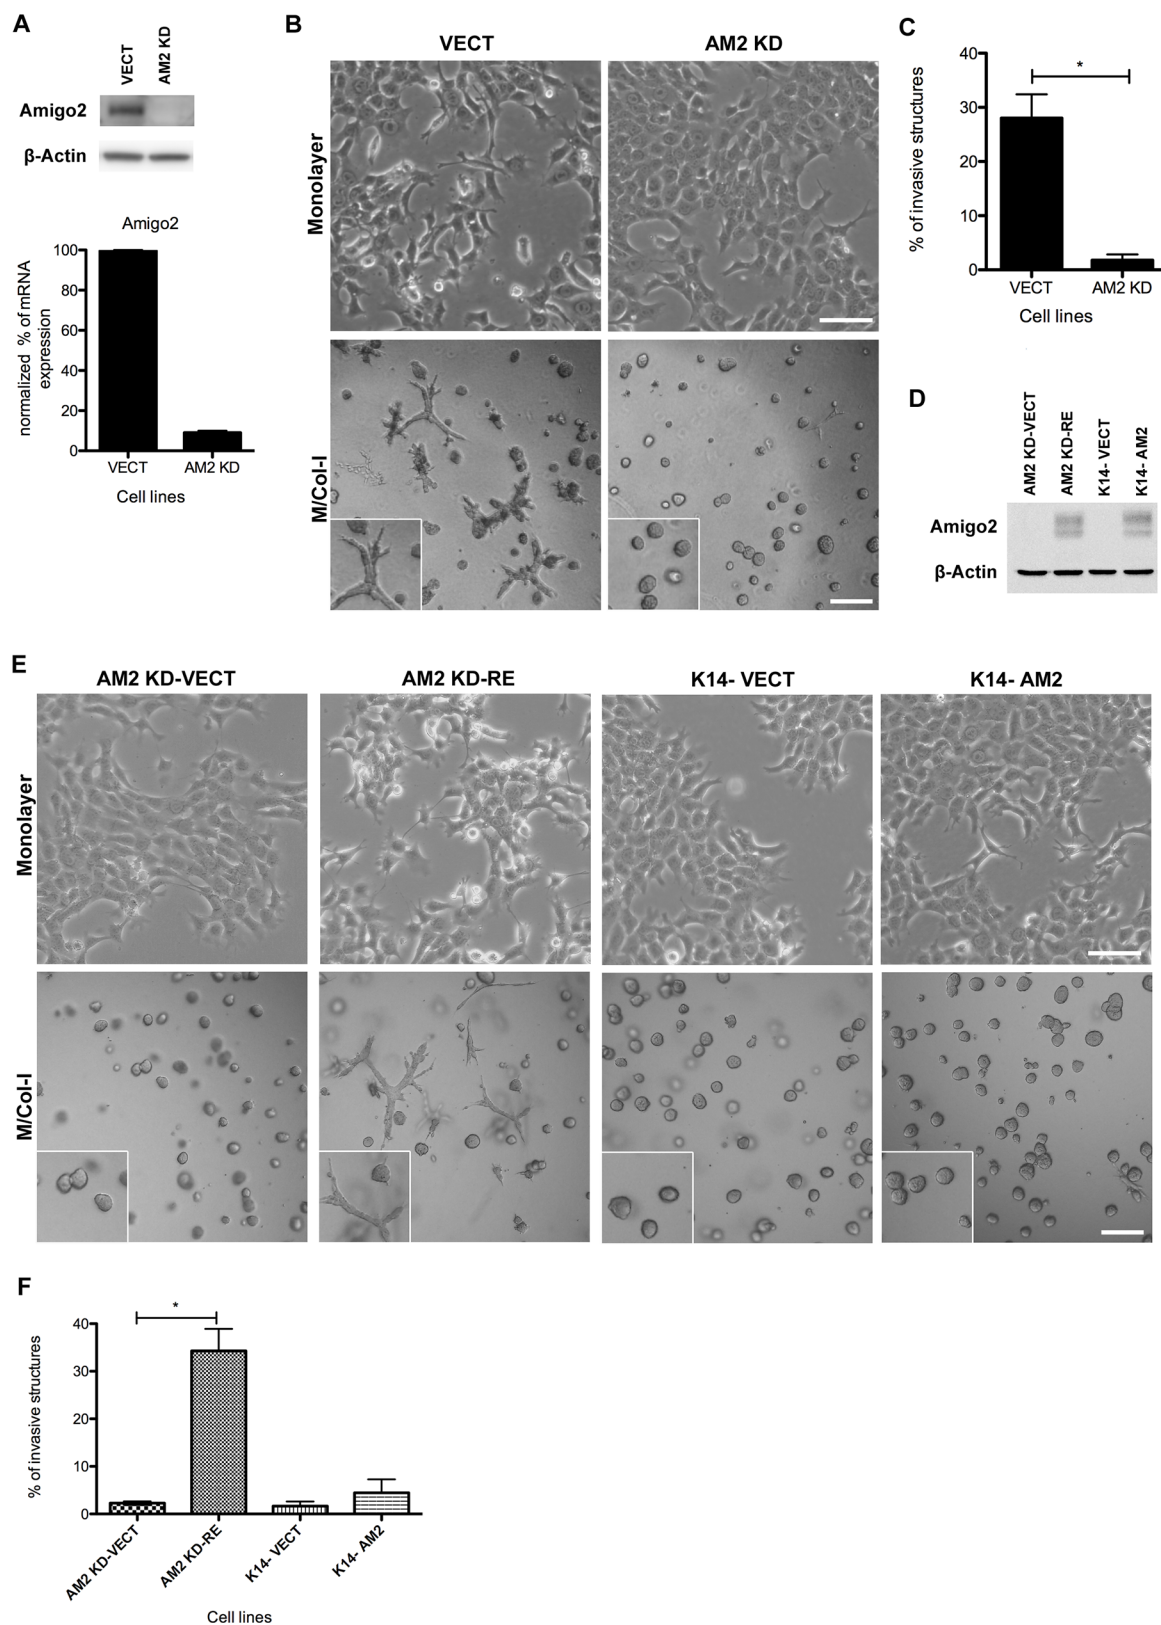 A
VECT
AM2 KD
Amigo2
β-Actin
Amigo2
normalized % of mRNA
expression
100
80
60
40
20
0
VECT AM2 KD
Cell lines
B
VECT AM2 KD
Monolayer
M/Col-I
C
% of invasive structures
40
30
20
10
0
*
VECT AM2 KD
Cell lines
D
AM2 KD-VECT
AM2 KD-RE
K14- VECT
K14- AM2
Amigo2
β-Actin
E
AM2 KD-VECT AM2 KD-RE K14- VECT K14- AM2
Monolayer
M/Col-I
F
% of invasive structures
40
30
20
10
0
*
AM2 KD-VECT
AM2 KD-RE
K14- VECT
K14- AM2
Cell lines